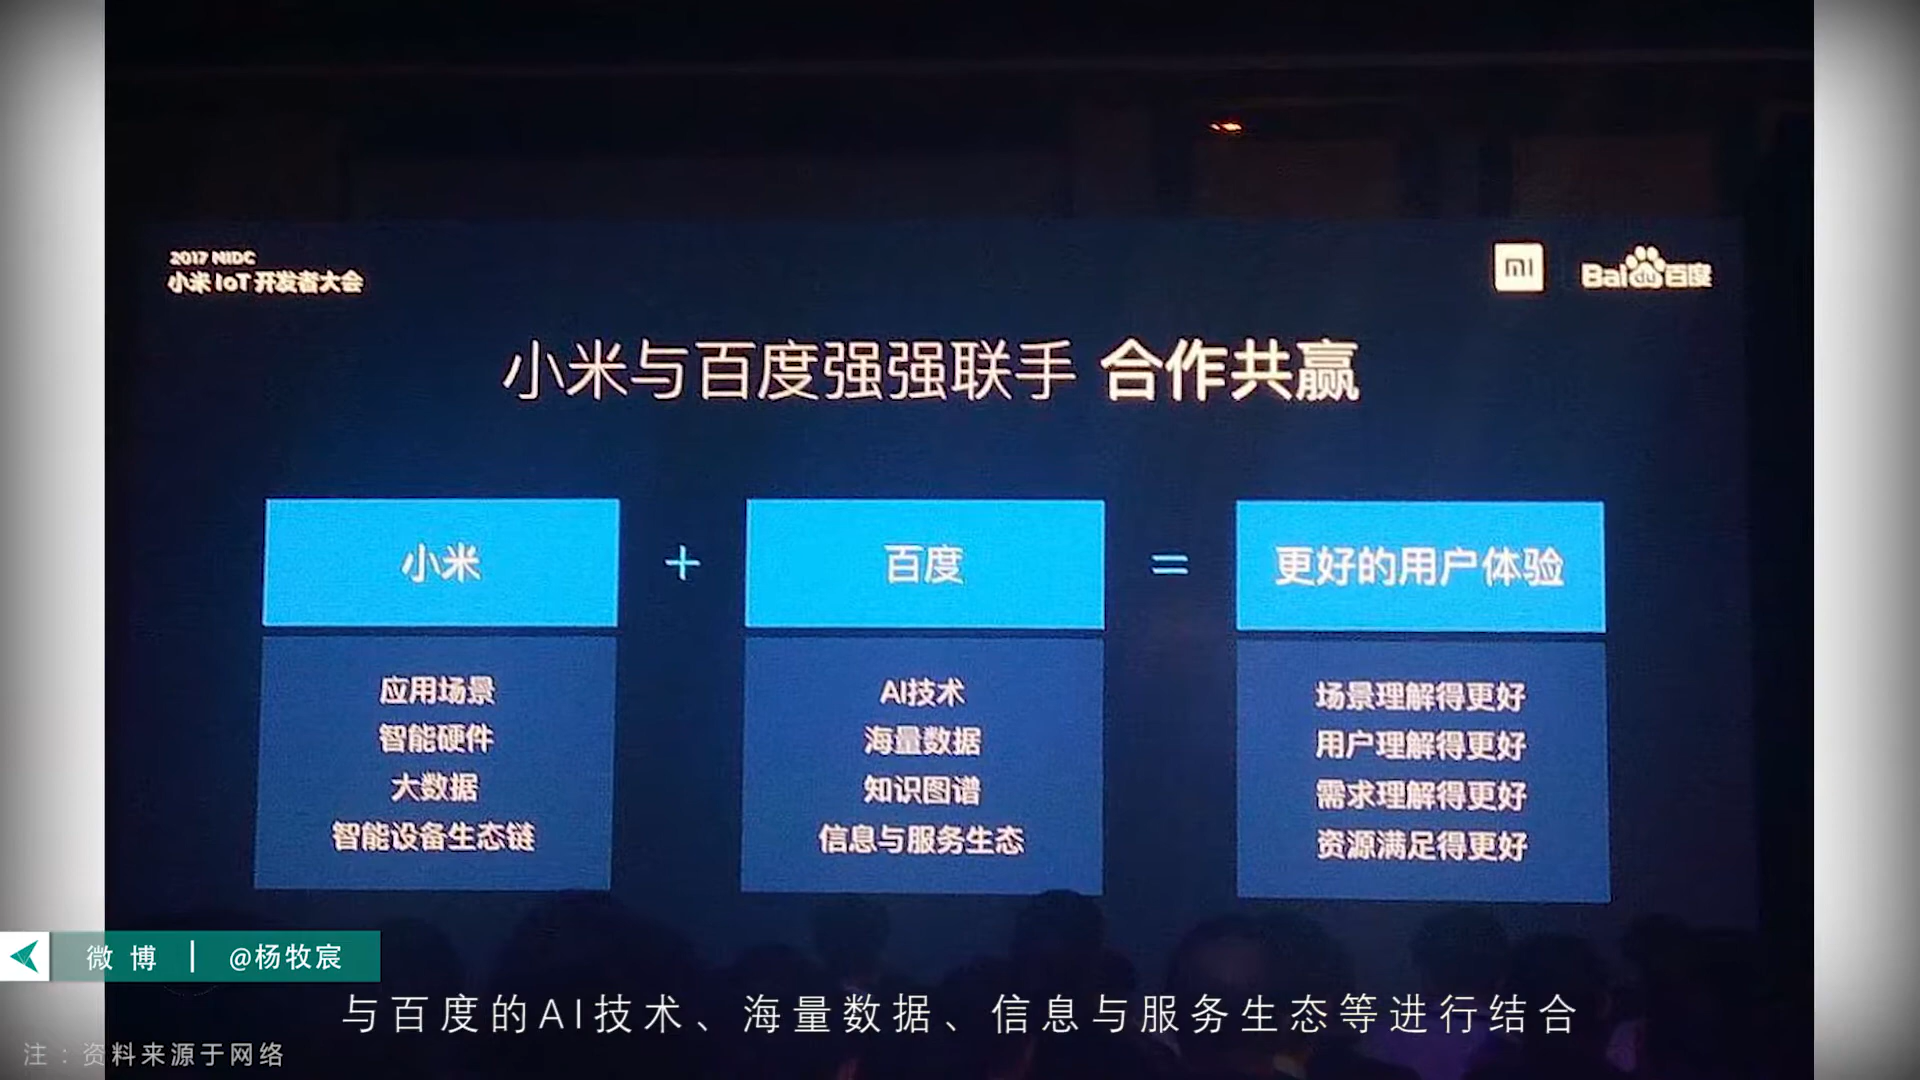 2017 MIDC
小米 IoT 开发者大会
mi
Baidu百度
小米与百度强强联手 合作共赢
小米 + 百度 = 更好的用户体验
应用场景
智能硬件
大数据
智能设备生态链
AI技术
海量数据
知识图谱
信息与服务生态
场景理解得更好
用户理解得更好
需求理解得更好
资源满足得更好
微博 | @杨牧宸
与百度的AI技术、海量数据、信息与服务生态等进行结合
注：资料来源于网络